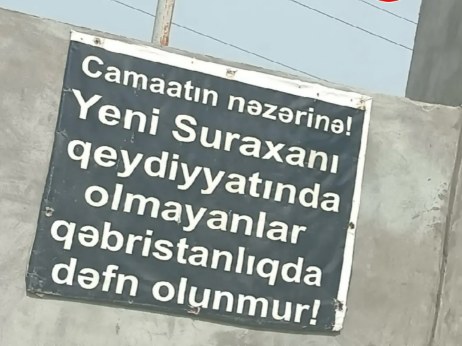 Camaatın nəzərinə!
Yeni Suraxanı
qeydiyyatında
olmayanlar
qəbristanlıqda
dəfn olunmur!